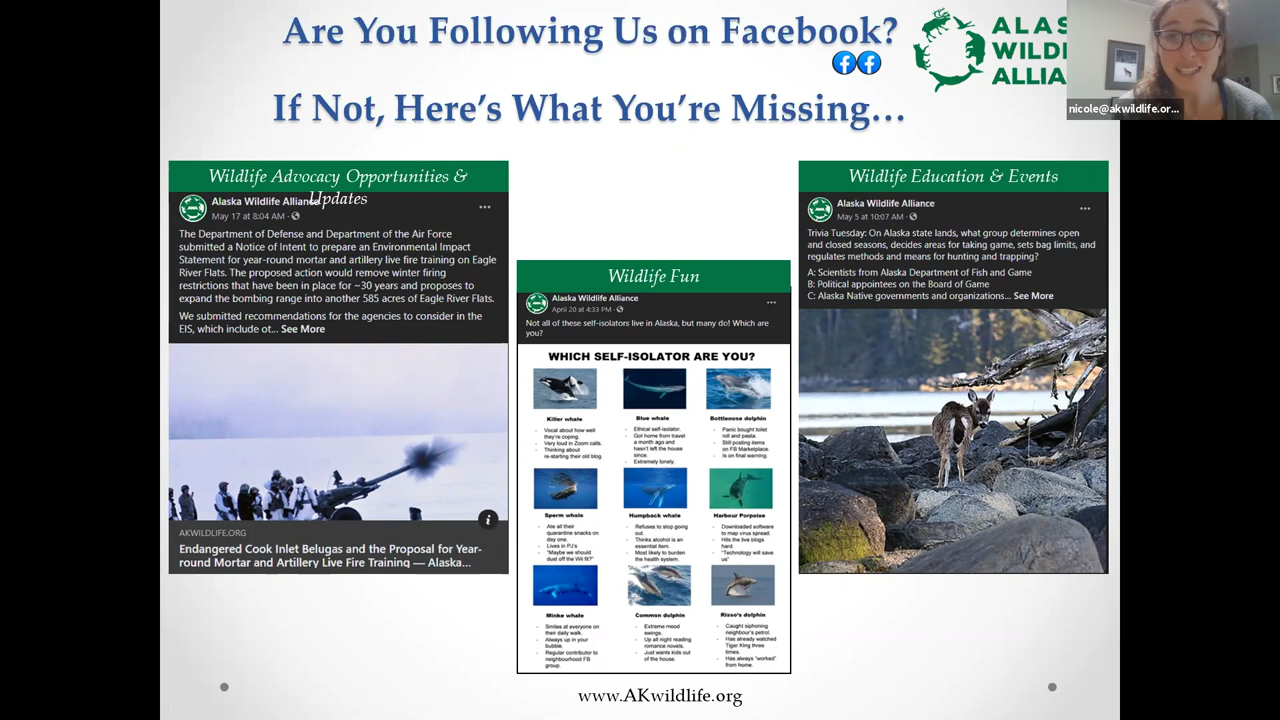 Are You Following Us on Facebook?
If Not, Here's What You're Missing…
ALAS
WILDL
ALLIA
nicole@akwildlife.or...
Wildlife Advocacy Opportunities &
Updates
Alaska Wildlife Alliance
May 17 at 8:04 AM ·
The Department of Defense and Department of the Air Force
submitted a Notice of Intent to prepare an Environmental Impact
Statement for year-round mortar and artillery live fire training on Eagle
River Flats. The proposed action would remove winter firing
restrictions that have been in place for ~30 years and proposes to
expand the bombing range into another 585 acres of Eagle River Flats.
We submitted recommendations for the agencies to consider in the
EIS, which include ot... See More
AKWILDLIFE.ORG
Endangered Cook Inlet Belugas and the Proposal for Year-
round Mortar and Artillery Live Fire Training — Alaska...
Wildlife Fun
Alaska Wildlife Alliance
April 20 at 4:33 PM ·
Not all of these self-isolators live in Alaska, but many do! Which are
you?
WHICH SELF-ISOLATOR ARE YOU?
Killer whale
- Vocal about how well
they're coping.
- Very loud in Zoom calls.
- Thinking about
re-starting their old blog.
Blue whale
- Ethical self-isolator.
- Got home from travel
a month ago and
hasn't left the house
since.
- Extremely lonely.
Bottlenose dolphin
- Panic bought toilet
roll and pasta.
- Still posting items
on FB Marketplace.
- Is on final warning.
Sperm whale
- Ate all their
quarantine snacks on
day one.
- Lives in PJ's
- "Maybe we should
dust off the Wii fit?"
Humpback whale
- Refuses to stop going
out.
- Thinks alcohol is an
essential item.
- Most likely to burden
the health system.
Harbour Porpoise
- Downloaded software
to map virus spread.
- Hits the live blogs
hard.
- "Technology will save
us"
Minke whale
- Smiles at everyone on
their daily walk.
- Always up in your
bubble.
- Regular contributor to
neighbourhood FB
group.
Common dolphin
- Extreme mood
swings.
- Up all night reading
romance novels.
- Just wants kids out
of the house.
Risso's dolphin
- Caught siphoning
neighbour's petrol.
- Has already watched
Tiger King three
times.
- Has always "worked"
from home.
Wildlife Education & Events
Alaska Wildlife Alliance
May 5 at 10:07 AM ·
Trivia Tuesday: On Alaska state lands, what group determines open
and closed seasons, decides areas for taking game, sets bag limits, and
regulates methods and means for hunting and trapping?
A: Scientists from Alaska Department of Fish and Game
B: Political appointees on the Board of Game
C: Alaska Native governments and organizations... See More
www.AKwildlife.org